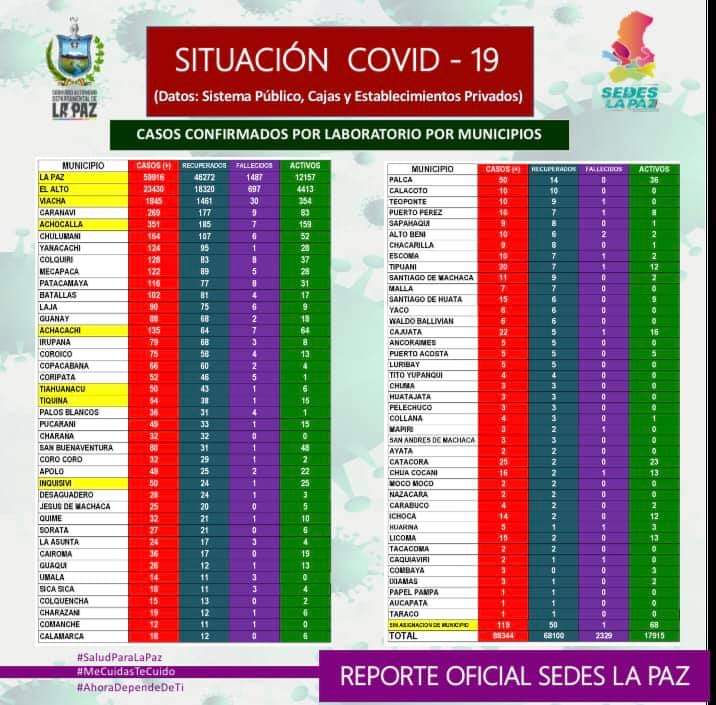 SITUACIÓN COVID - 19
(Datos: Sistema Público, Cajas y Establecimientos Privados)
GOBIERNO AUTÓNOMO
DEPARTAMENTAL DE
LA PAZ
SEDES
LA PAZ
CASOS CONFIRMADOS POR LABORATORIO POR MUNICIPIOS
MUNICIPIO CASOS (+) RECUPERADOS FALLECIDOS ACTIVOS
LA PAZ 59916 46272 1487 12157
EL ALTO 23430 18320 697 4413
VIACHA 1845 1461 30 354
CARANAVI 269 177 9 83
ACHOCALLA 351 185 7 159
CHULUMANI 164 107 6 52
YANACACHI 124 95 1 28
COLQUIRI 128 83 8 37
MECAPACA 122 89 5 28
PATACAMAYA 116 77 8 31
BATALLAS 102 81 4 17
LAJA 90 75 6 9
GUANAY 88 68 2 18
ACHACACHI 135 64 7 64
IRUPANA 79 68 3 8
COROICO 75 58 4 13
COPACABANA 66 60 2 4
CORIPATA 52 46 5 1
TIAHUANACU 50 43 1 6
TIQUINA 54 38 1 15
PALOS BLANCOS 36 31 4 1
PUCARANI 49 33 1 15
CHARANA 32 32 0 0
SAN BUENAVENTURA 80 31 1 48
CORO CORO 32 29 1 2
APOLO 49 25 2 22
INQUISIVI 50 24 1 25
DESAGUADERO 28 24 1 3
JESUS DE MACHACA 25 20 0 5
QUIME 32 21 1 10
SORATA 27 21 0 6
LA ASUNTA 24 17 3 4
CAIROMA 36 17 0 19
GUAQUI 26 12 1 13
UMALA 14 11 3 0
SICA SICA 18 11 3 4
COLQUENCHA 15 13 0 2
CHARAZANI 19 12 1 6
COMANCHE 12 11 1 0
CALAMARCA 18 12 0 6
MUNICIPIO CASOS (+) RECUPERADOS FALLECIDOS ACTIVOS
PALCA 50 14 0 36
CALACOTO 10 10 0 0
TEOPONTE 10 9 1 0
PUERTO PEREZ 16 7 1 8
SAPAHAQUI 9 8 0 1
ALTO BENI 10 6 2 2
CHACARILLA 9 8 0 1
ESCOMA 10 7 1 2
TIPUANI 20 7 1 12
SANTIAGO DE MACHACA 11 9 0 2
MALLA 7 7 0 0
SANTIAGO DE HUATA 15 6 0 9
YACO 6 6 0 0
WALDO BALLIVIAN 6 6 0 0
CAJUATA 22 5 1 16
ANCORAIMES 5 5 0 0
PUERTO ACOSTA 5 0 5
LURIBAY 5 5 0 0
TITO YUPANQUI 4 4 0 0
CHUMA 3 3 0 0
HUATAJATA 3 3 0 0
PELECHUCO 3 3 0 0
COLLANA 4 3 0 1
MAPIRI 3 2 1 0
SAN ANDRES DE MACHACA 3 3 0 0
AYATA 2 2 0 0
CATACORA 25 2 0 23
CHUA COCANI 16 2 1 13
MOCO MOCO 2 2 0 0
NAZACARA 2 2 0 0
CARABUCO 4 2 0 2
ICHOCA 14 2 0 12
HUARINA 5 1 1 3
LICOMA 15 2 0 13
TACACOMA 2 2 0 0
CAQUIAVIRI 2 1 1 0
COMBAYA 3 0 0 3
IXIAMAS 3 1 0 2
PAPEL PAMPA 1 1 0 0
AUCAPATA 1 1 0 0
TARACO 1 1 0 0
SIN ASIGNACION DE MUNICIPIO 119 50 1 68
TOTAL 88344 68100 2329 17915
#SaludParaLaPaz
#MeCuidasTeCuido
#AhoraDependeDeTi
REPORTE OFICIAL SEDES LA PAZ